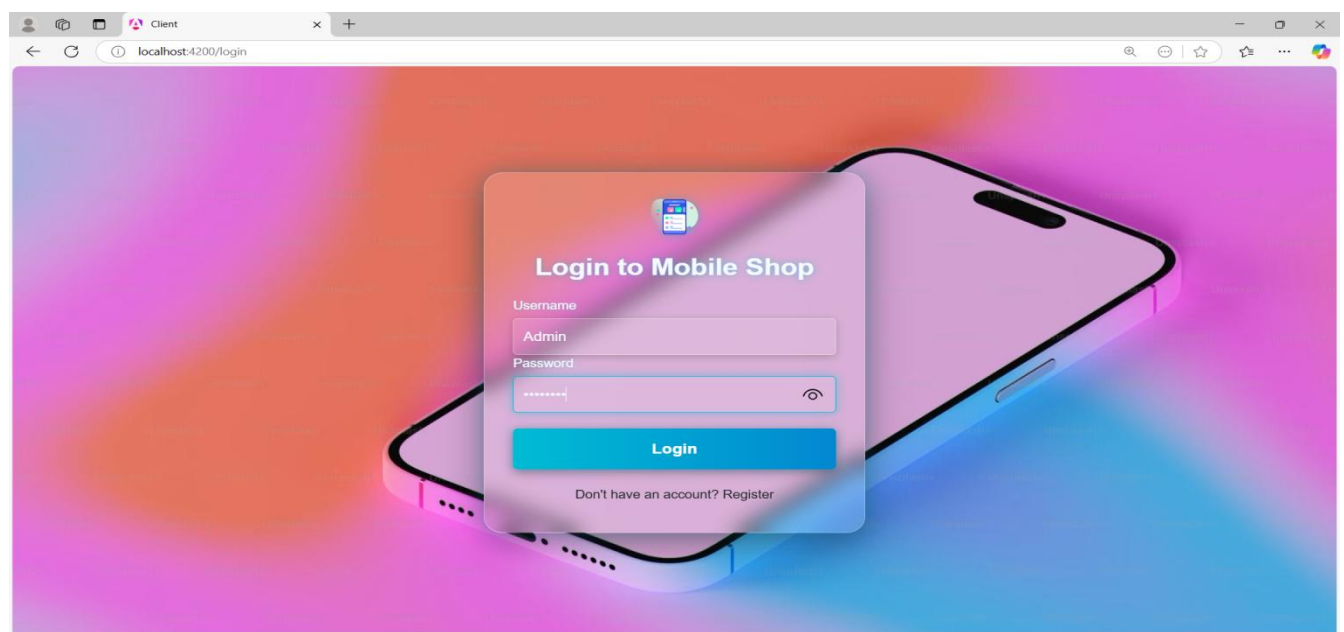 Client
localhost:4200/login
Login to Mobile Shop
Username
Admin
Password
••••••••
Login
Don't have an account? Register